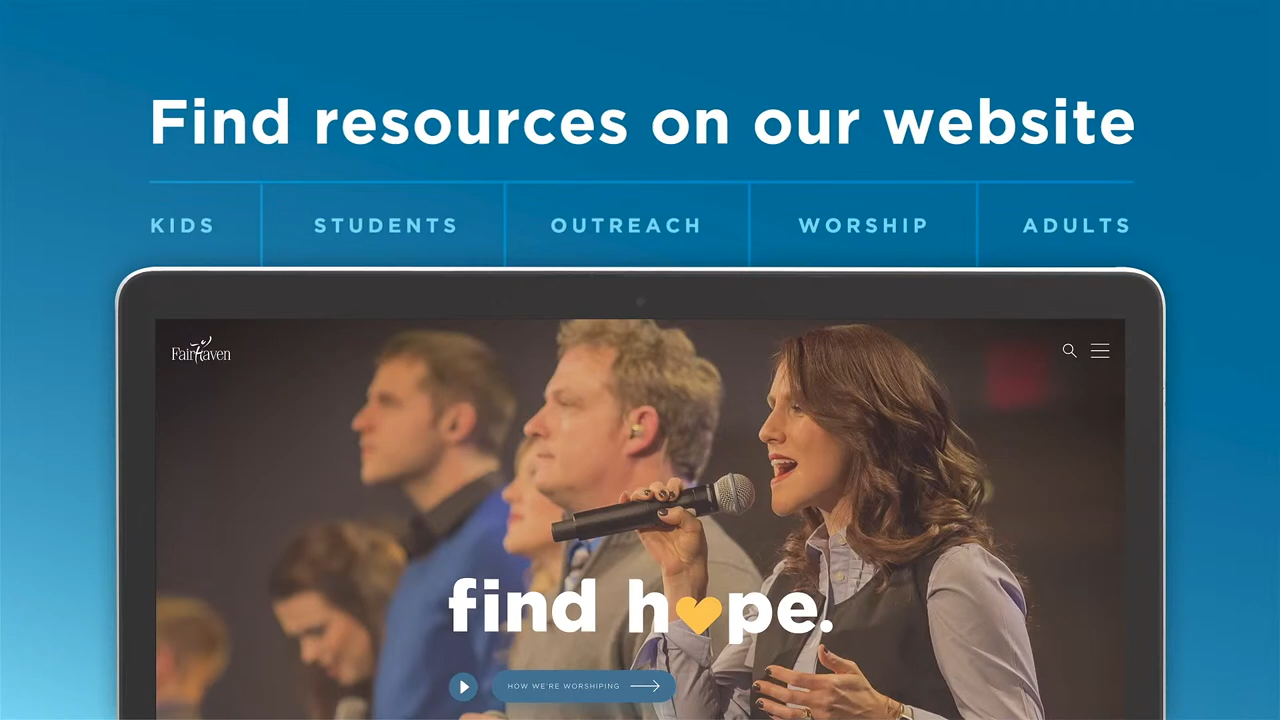 Find resources on our website
KIDS STUDENTS OUTREACH WORSHIP ADULTS
FairHaven
find hope.
HOW WE'RE WORSHIPING